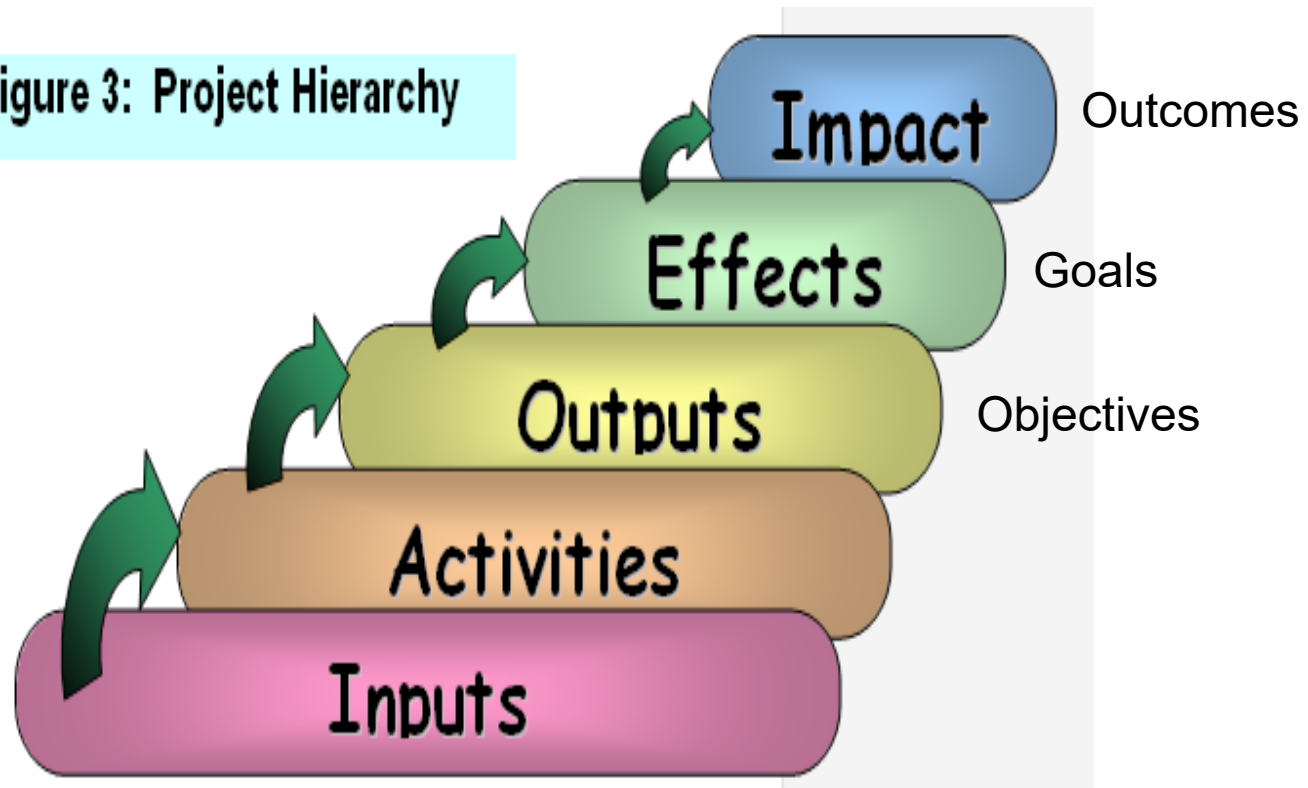 igure 3: Project Hierarchy
Impact
Outcomes
Effects
Goals
Outputs
Objectives
Activities
Inputs